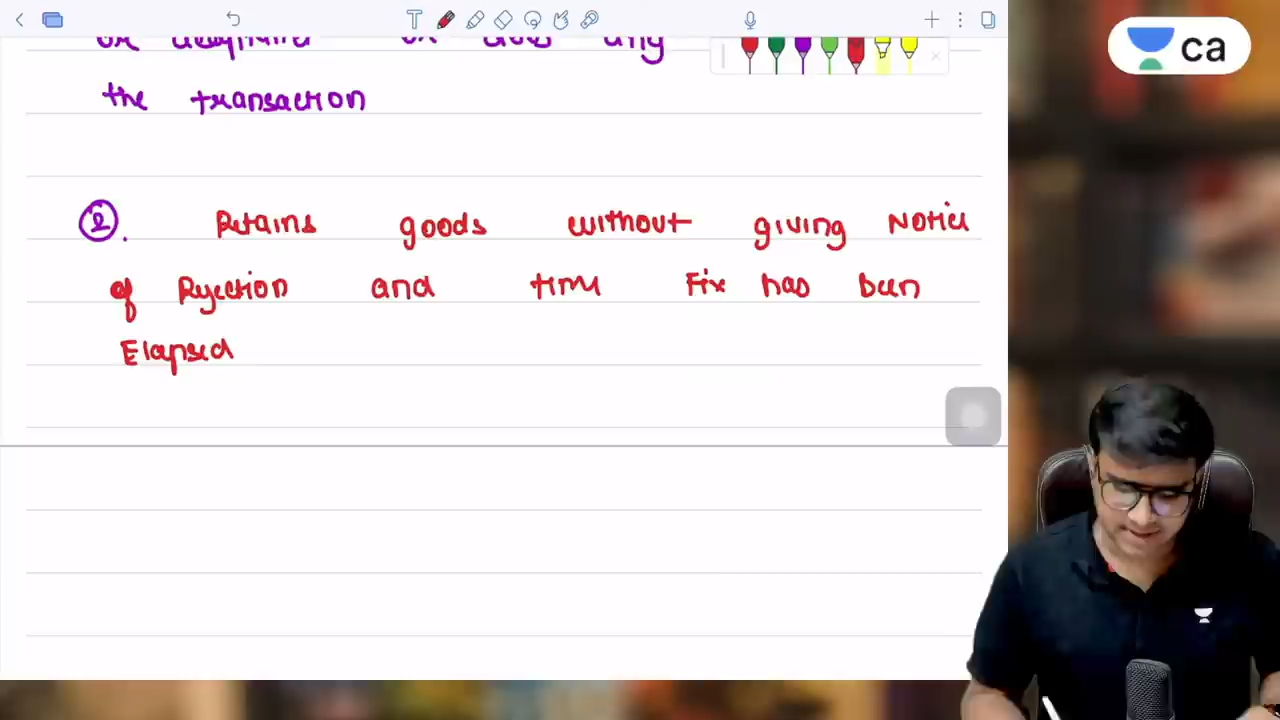 the transaction
2. Retains goods without giving Notice
of Rejection and time Fix has been
Elapsed
ca